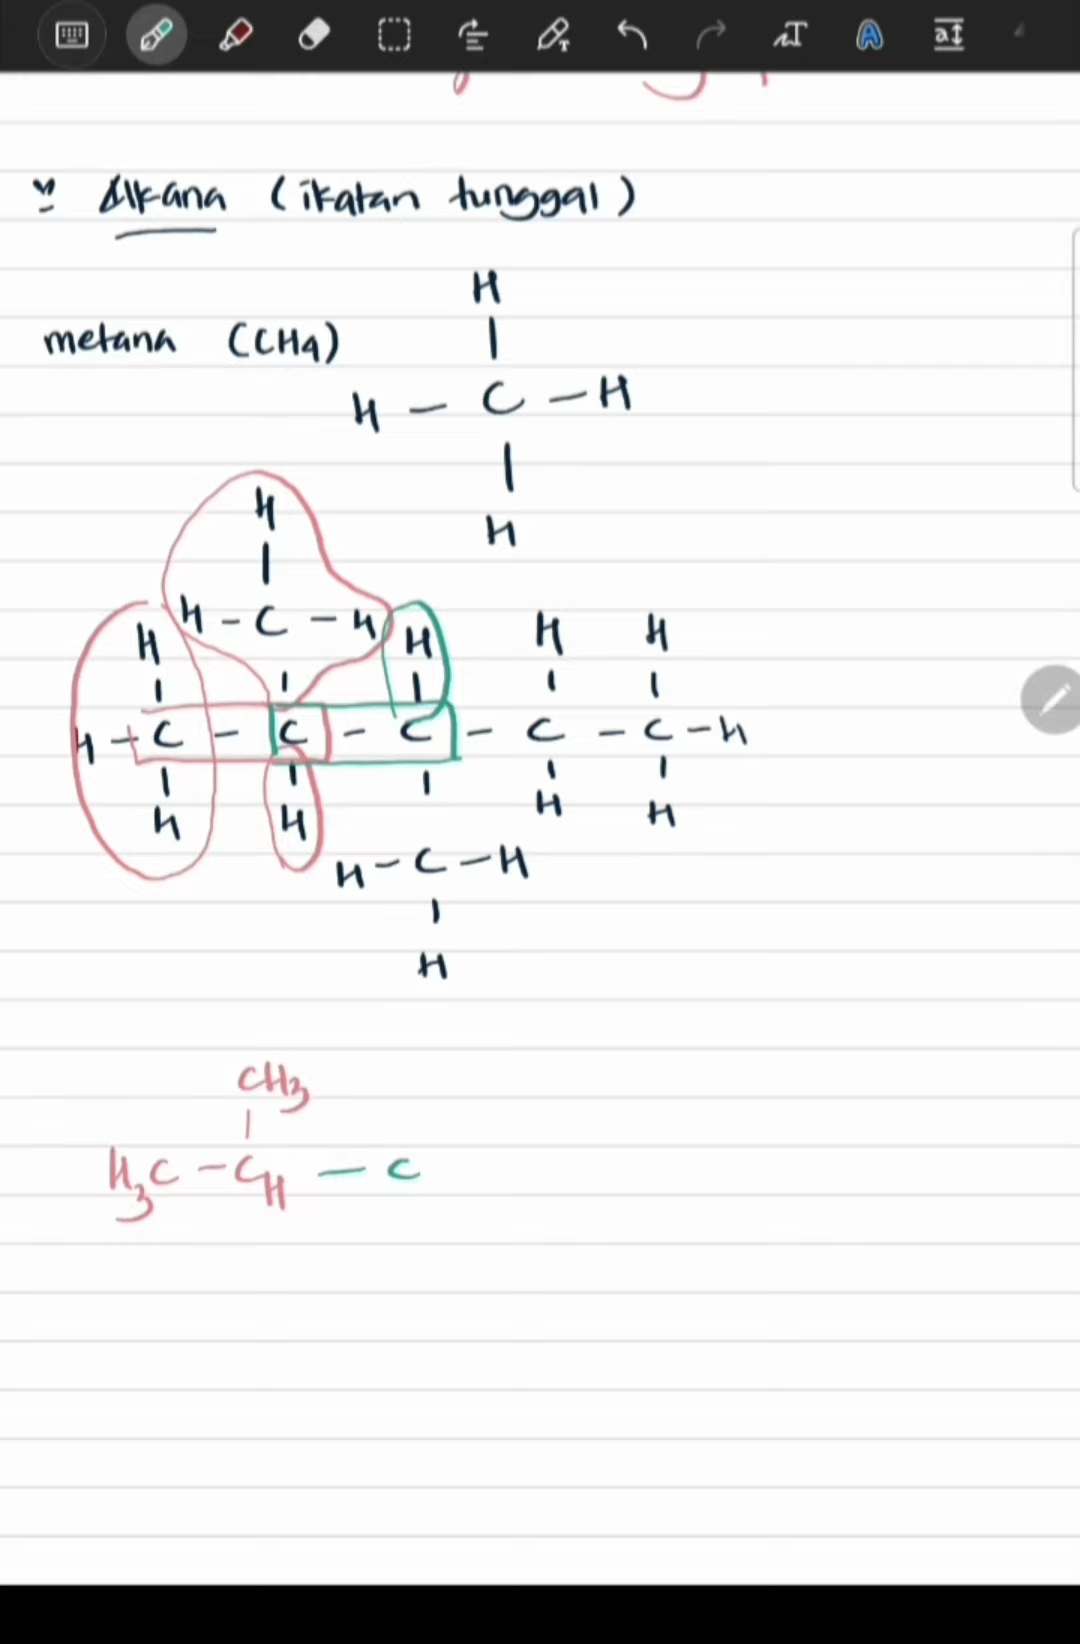 Alkana (ikatan tunggal)
H
|
metana (CH4)
H - C - H
|
H
H
|
H - C - H H H H
H | | | |
|
H - C - C - C - C - C - H
| | | | |
H H H H
H - C - H
|
H
CH3
|
H3C - CH - C